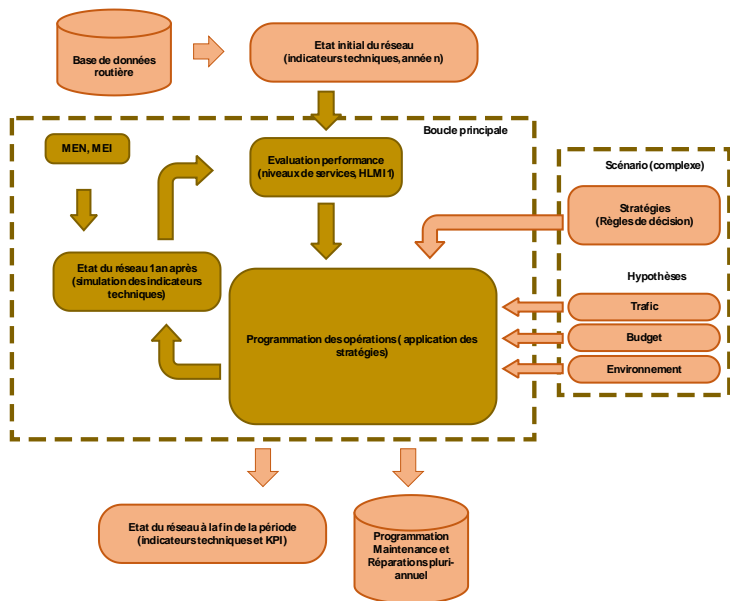 Base de données
routière
Etat initial du réseau
(indicateurs techniques, année n)
Boucle principale
MEN, MEI
Evaluation performance
(niveaux de services, HLMI1)
Scénario (complexe)
Stratégies
(Règles de décision)
Etat du réseau 1an après
(simulation des indicateurs
techniques)
Hypothèses
Trafic
Programmation des opérations ( application des
stratégies)
Budget
Environnement
Etat du réseau à la fin de la période
(indicateurs techniques et KPI)
Programmation
Maintenance et
Réparations pluri-
annuel